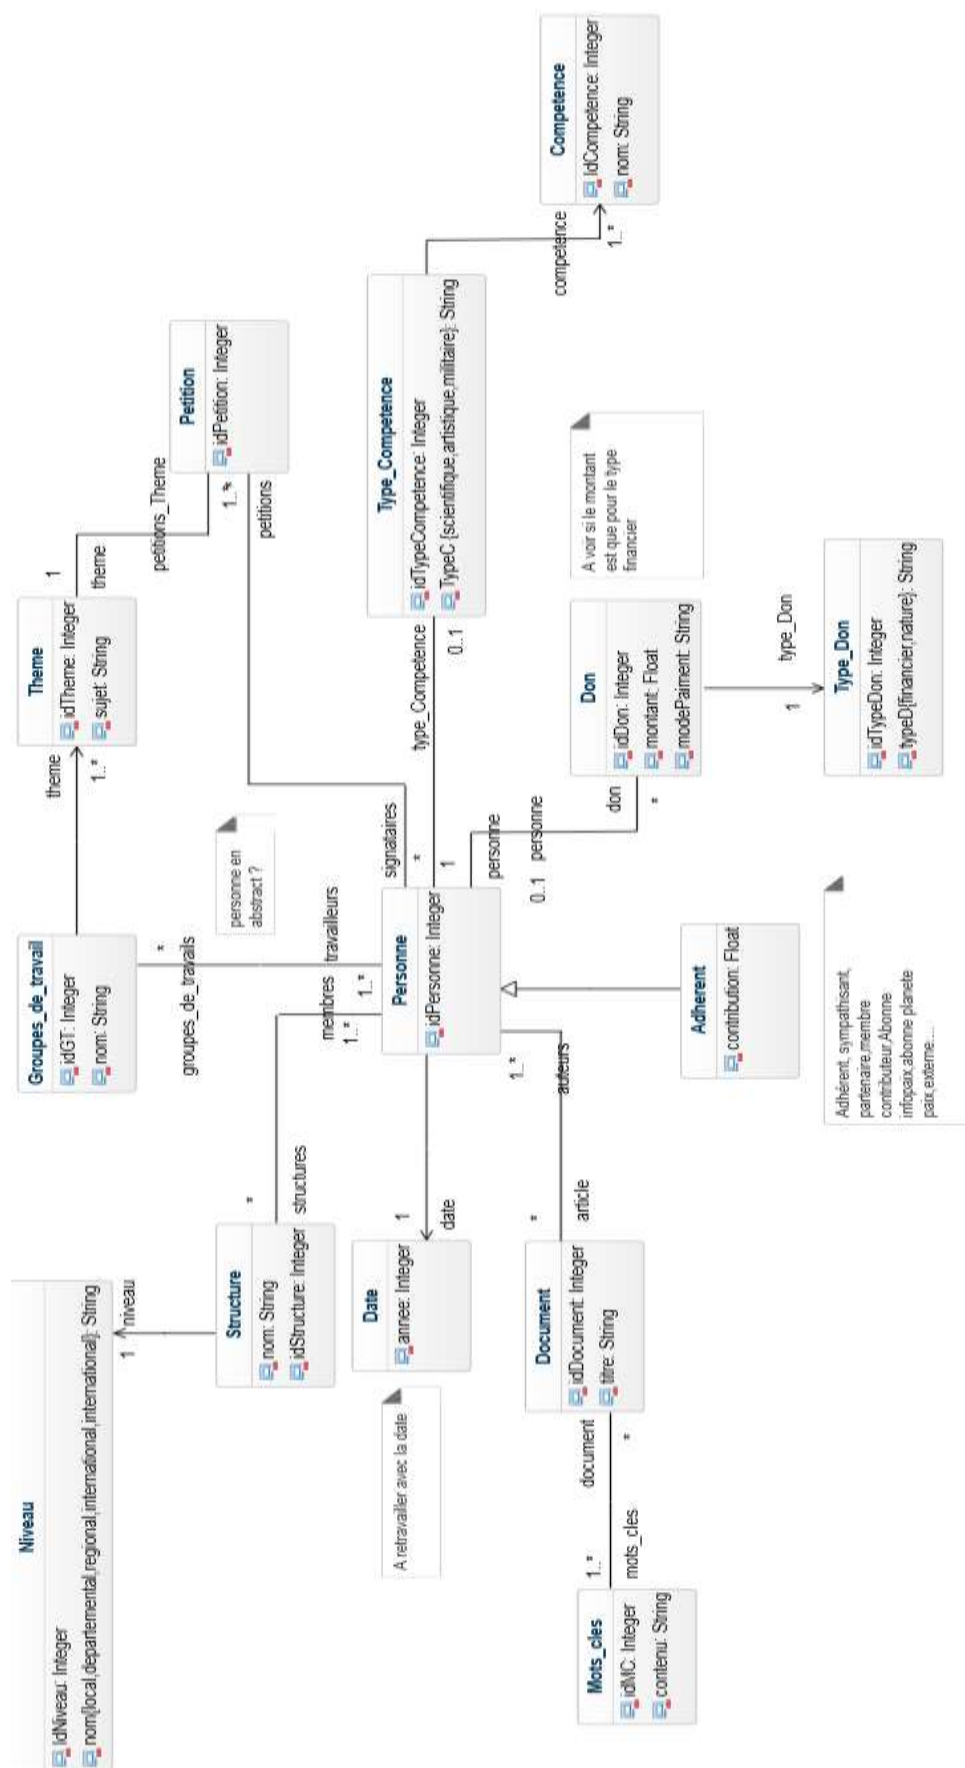 Niveau
IdNiveau: Integer
nom{local,departemental,regional,international,international}: String
1
niveau
Structure
nom: String
idStructure: Integer
*
structures
membres
1..*
Groupes_de_travail
idGT: Integer
nom: String
*
groupes_de_travails
travailleurs
1..*
theme
1..*
Theme
idTheme: Integer
sujet: String
1
theme
petitions_Theme
1..*
Petition
idPetition: Integer
petitions
signataires
*
personne en
abstract ?
A retravailler avec la date
Date
annee: Integer
1
date
Personne
idPersonne: Integer
1
type_Competence
0..1
Type_Competence
idTypeCompetence: Integer
TypeC {scientifique,artistique,militaire}: String
competence
1..*
Competence
IdCompetence: Integer
nom: String
Mots_cles
idMC: Integer
contenu: String
1..*
mots_cles
document
*
Document
idDocument: Integer
titre: String
*
article
1..*
auteurs
personne
0..1
personne
don
*
Don
idDon: Integer
montant: Float
modePaiment: String
A voir si le montant
est que pour le type
financier
type_Don
1
Type_Don
idTypeDon: Integer
typeD{financier,nature}: String
Adherent
contribution: Float
Adhérent, sympathisant,
partenaire,membre
contributeur,Abonne
infopaix,abonne planete
paix,externe....